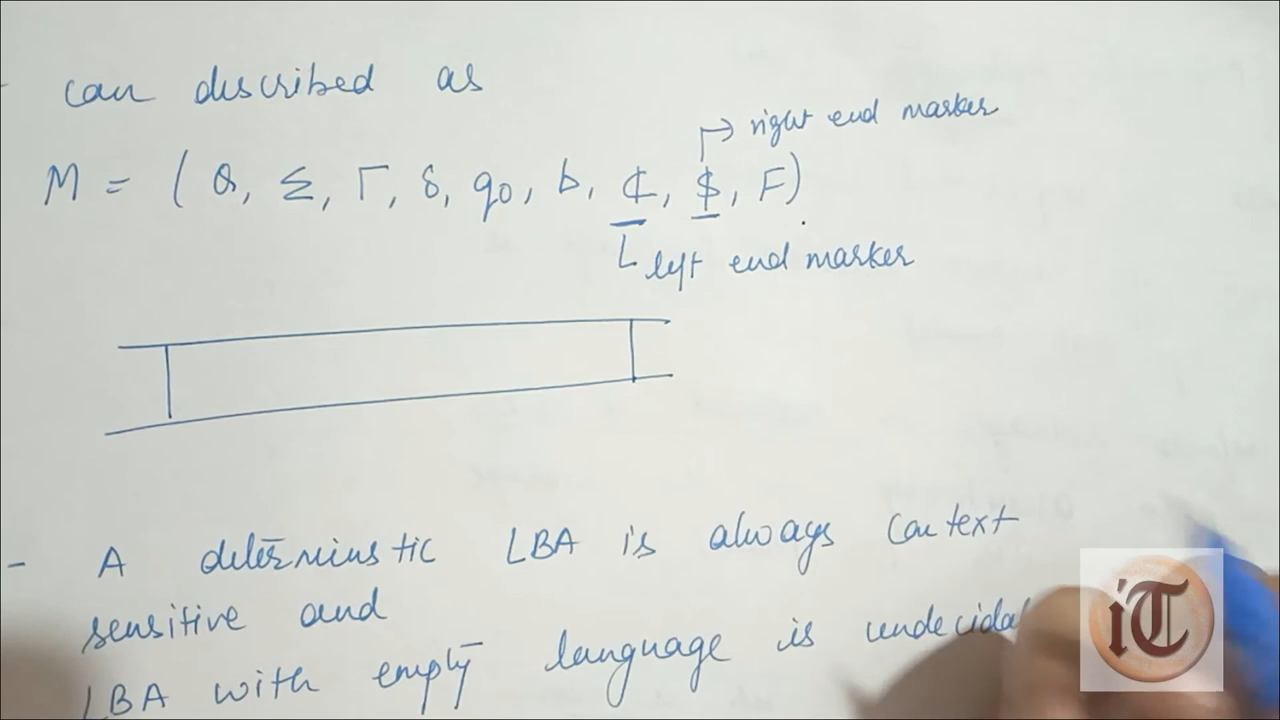 - can described as
→ right end marker
M = ( Q, Σ, Γ, δ, q0, b, ₵, $, F)
left end marker
- A deterministic LBA is always context
sensitive and
LBA with empty language is
iT